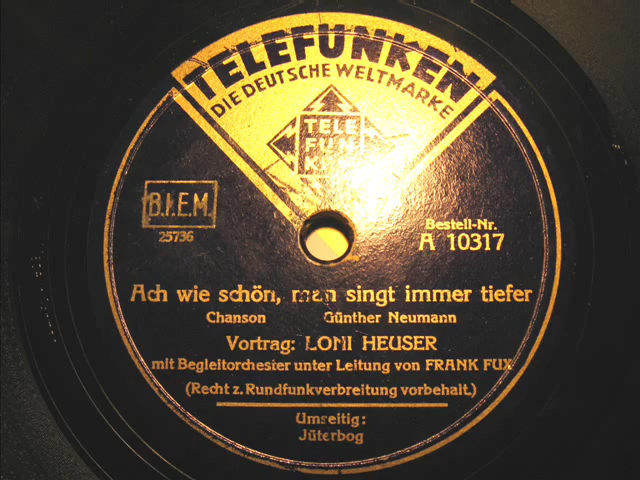 TELEFUNKEN
DIE DEUTSCHE WELTMARKE
TELE
FUN
KEN
B.I.E.M.
25736
Bestell-Nr.
A 10317
Ach wie schön, man singt immer tiefer
Chanson Günther Neumann
Vortrag: LONI HEUSER
mit Begleitorchester unter Leitung von FRANK FUX
(Recht z. Rundfunkverbreitung vorbehalt.)
Umseitig:
Jüterbog